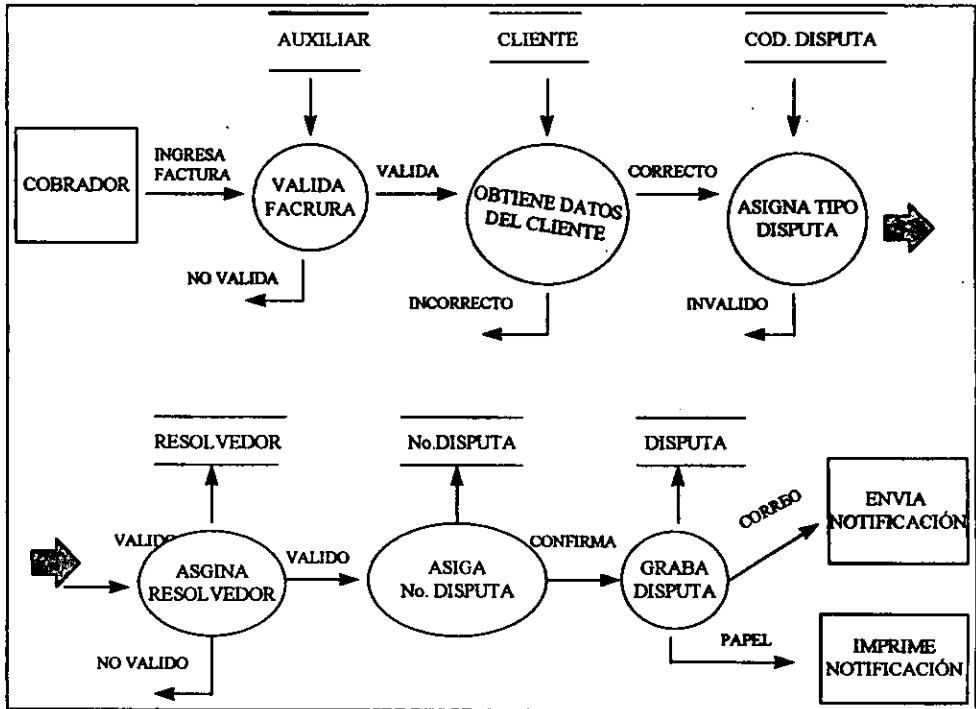 AUXILIAR
CLIENTE
COD. DISPUTA
COBRADOR
INGRESA
FACTURA
VALIDA
FACRURA
VALIDA
OBTIENE DATOS
DEL CLIENTE
CORRECTO
ASIGNA TIPO
DISPUTA
NO VALIDA
INCORRECTO
INVALIDO
RESOLVEDOR
No.DISPUTA
DISPUTA
VALIDO
ASGINA
RESOLVEDOR
VALIDO
ASIGA
No. DISPUTA
CONFIRMA
GRABA
DISPUTA
CORREO
ENVIA
NOTIFICACIÓN
NO VALIDO
PAPEL
IMPRIME
NOTIFICACIÓN